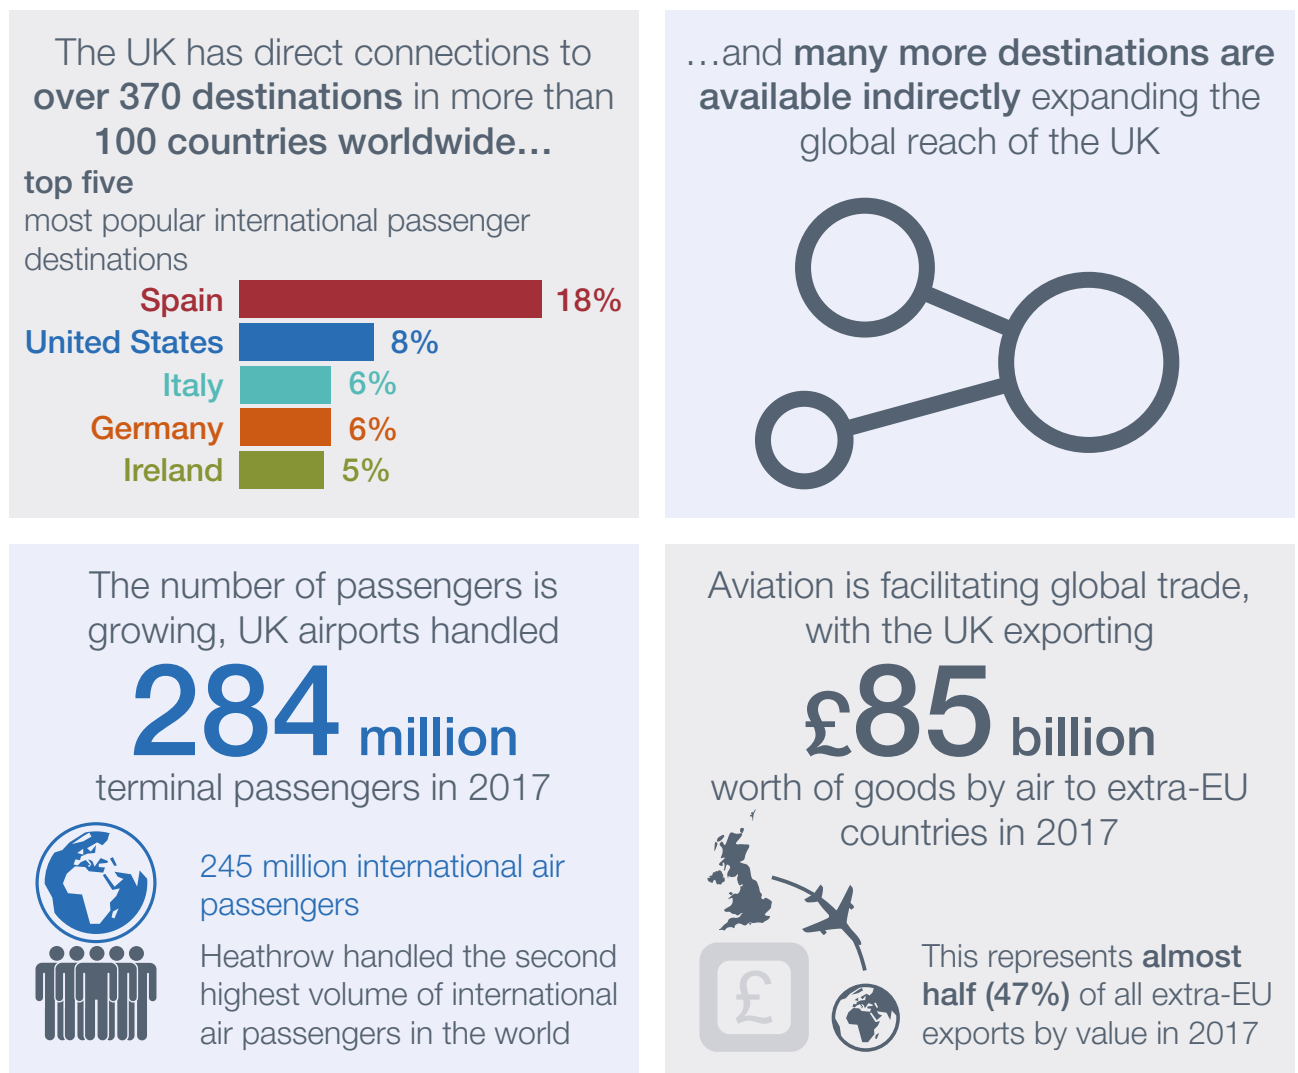 The UK has direct connections to
over 370 destinations in more than
100 countries worldwide...
top five
most popular international passenger
destinations
Spain 18%
United States 8%
Italy 6%
Germany 6%
Ireland 5%
...and many more destinations are
available indirectly expanding the
global reach of the UK
The number of passengers is
growing, UK airports handled
284 million
terminal passengers in 2017
245 million international air
passengers
Heathrow handled the second
highest volume of international
air passengers in the world
Aviation is facilitating global trade,
with the UK exporting
£85 billion
worth of goods by air to extra-EU
countries in 2017
£
This represents almost
half (47%) of all extra-EU
exports by value in 2017